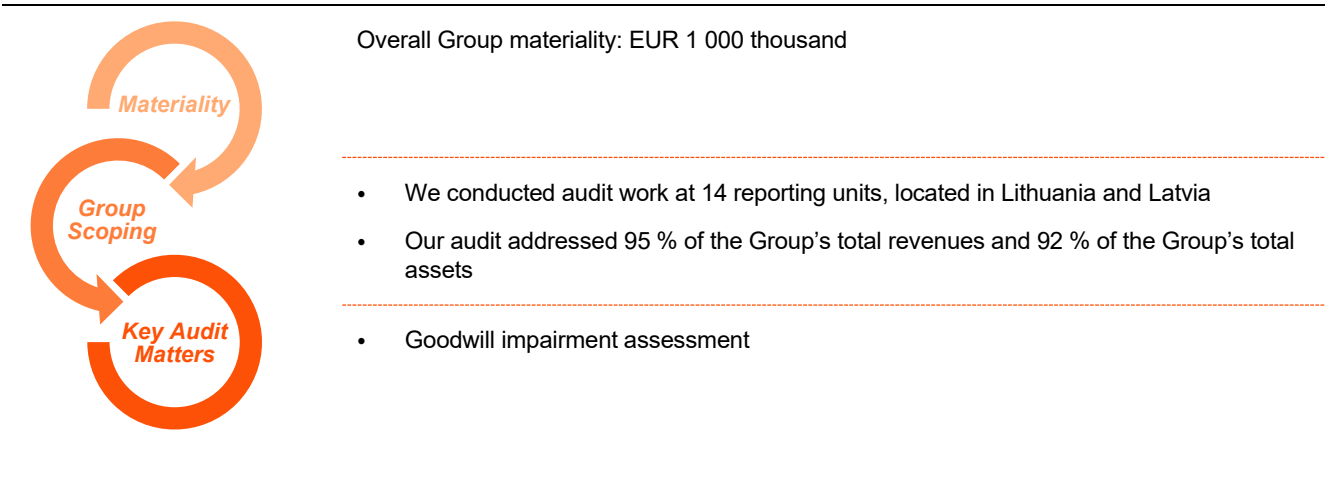 Overall Group materiality: EUR 1 000 thousand
Materiality
• We conducted audit work at 14 reporting units, located in Lithuania and Latvia
Group
Scoping
• Our audit addressed 95 % of the Group's total revenues and 92 % of the Group's total
assets
Key Audit
Matters
• Goodwill impairment assessment